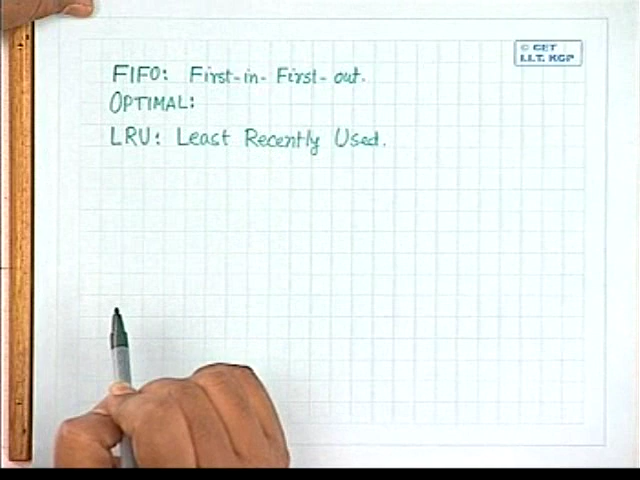 © CET
I.I.T. KGP
FIFO: First-in-First-out.
OPTIMAL:
LRU: Least Recently Used.